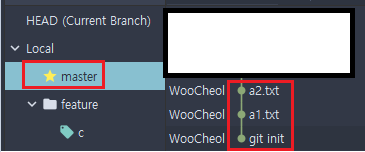 HEAD (Current Branch)
Local
master
feature
c
WooCheol a2.txt
WooCheol a1.txt
WooCheol git init